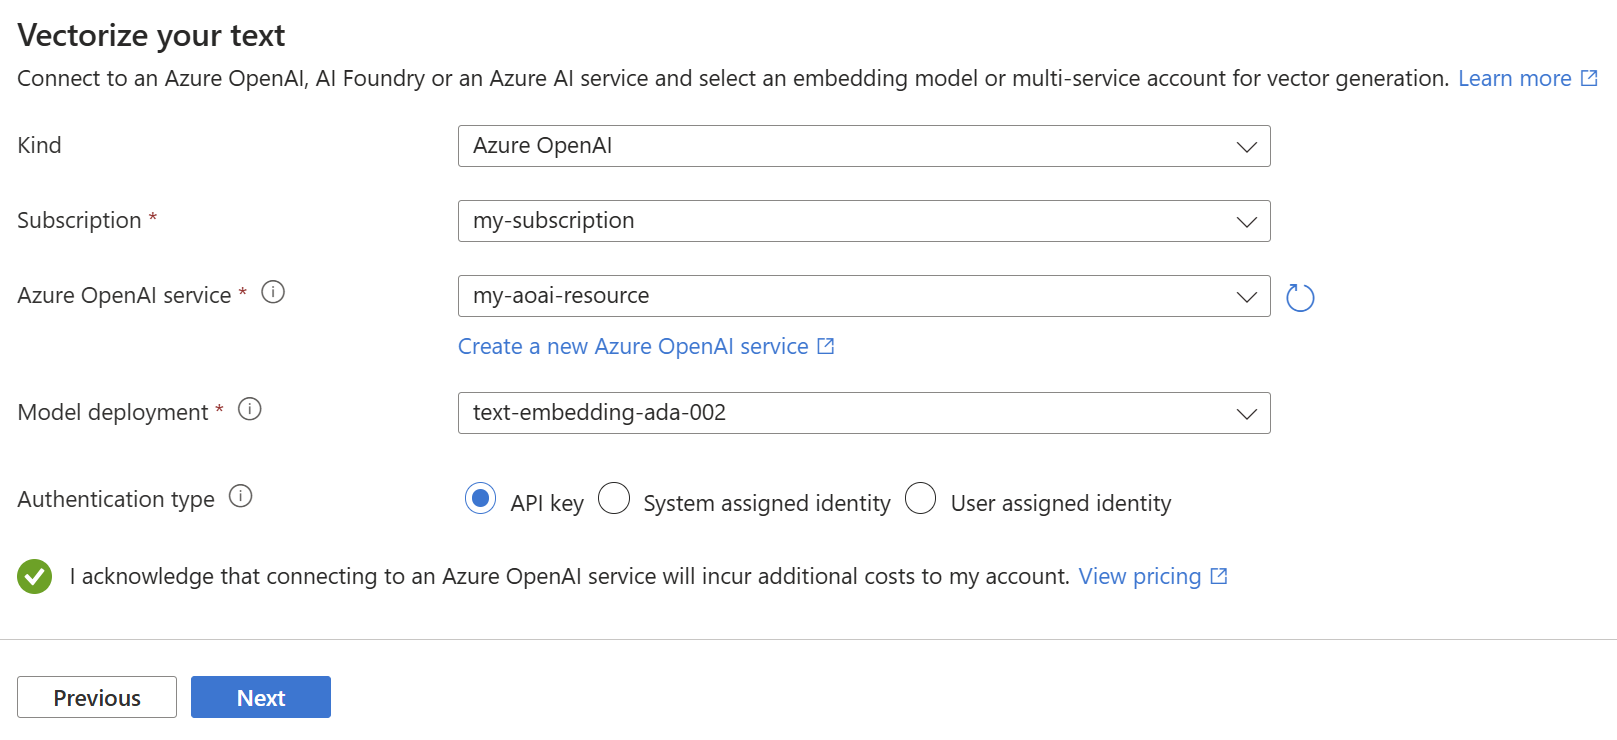 Vectorize your text
Connect to an Azure OpenAI, AI Foundry or an Azure AI service and select an embedding model or multi-service account for vector generation. Learn more
Kind
Azure OpenAI
Subscription *
my-subscription
Azure OpenAI service *
my-aoai-resource
Create a new Azure OpenAI service
Model deployment *
text-embedding-ada-002
Authentication type
API key
System assigned identity
User assigned identity
I acknowledge that connecting to an Azure OpenAI service will incur additional costs to my account. View pricing
Previous
Next